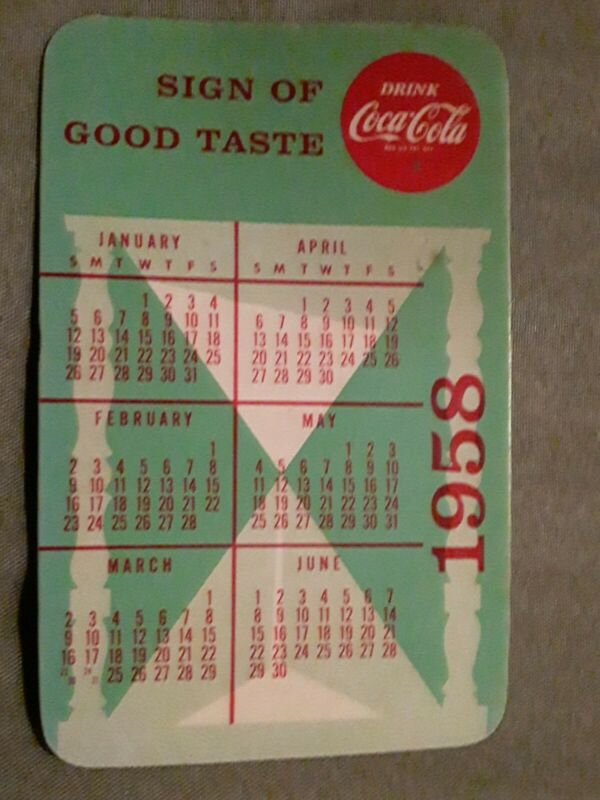 SIGN OF
GOOD TASTE
DRINK
Coca-Cola
JANUARY
S M T W T F S
1 2 3 4
5 6 7 8 9 10 11
12 13 14 15 16 17 18
19 20 21 22 23 24 25
26 27 28 29 30 31
APRIL
S M T W T F S
1 2 3 4 5
6 7 8 9 10 11 12
13 14 15 16 17 18 19
20 21 22 23 24 25 26
27 28 29 30
FEBRUARY
1
2 3 4 5 6 7 8
9 10 11 12 13 14 15
16 17 18 19 20 21 22
23 24 25 26 27 28
MAY
1 2 3
4 5 6 7 8 9 10
11 12 13 14 15 16 17
18 19 20 21 22 23 24
25 26 27 28 29 30 31
MARCH
1
2 3 4 5 6 7 8
9 10 11 12 13 14 15
16 17 18 19 20 21 22
23 30 24 31 25 26 27 28 29
JUNE
1 2 3 4 5 6 7
8 9 10 11 12 13 14
15 16 17 18 19 20 21
22 23 24 25 26 27 28
29 30
1958